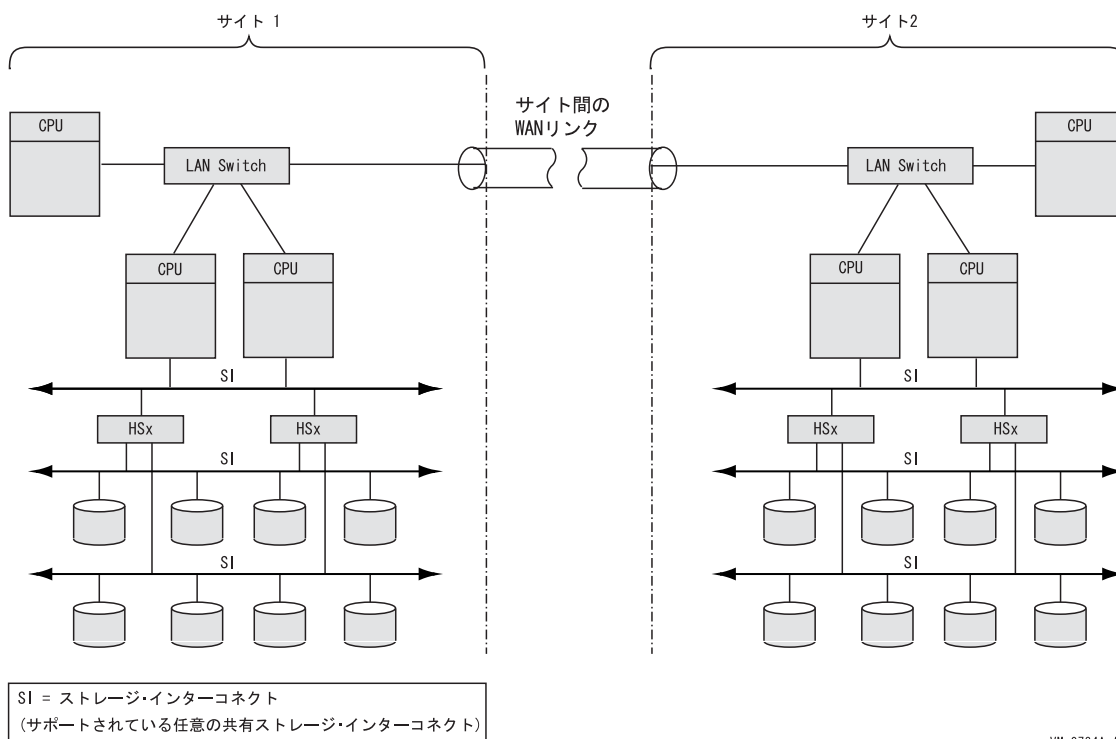 サイト 1
サイト2
サイト間の
WANリンク
CPU
LAN Switch
LAN Switch
CPU
CPU
CPU
CPU
CPU
SI
SI
HSx
HSx
HSx
HSx
SI
SI
SI
SI
SI = ストレージ・インターコネクト
(サポートされている任意の共有ストレージ・インターコネクト)